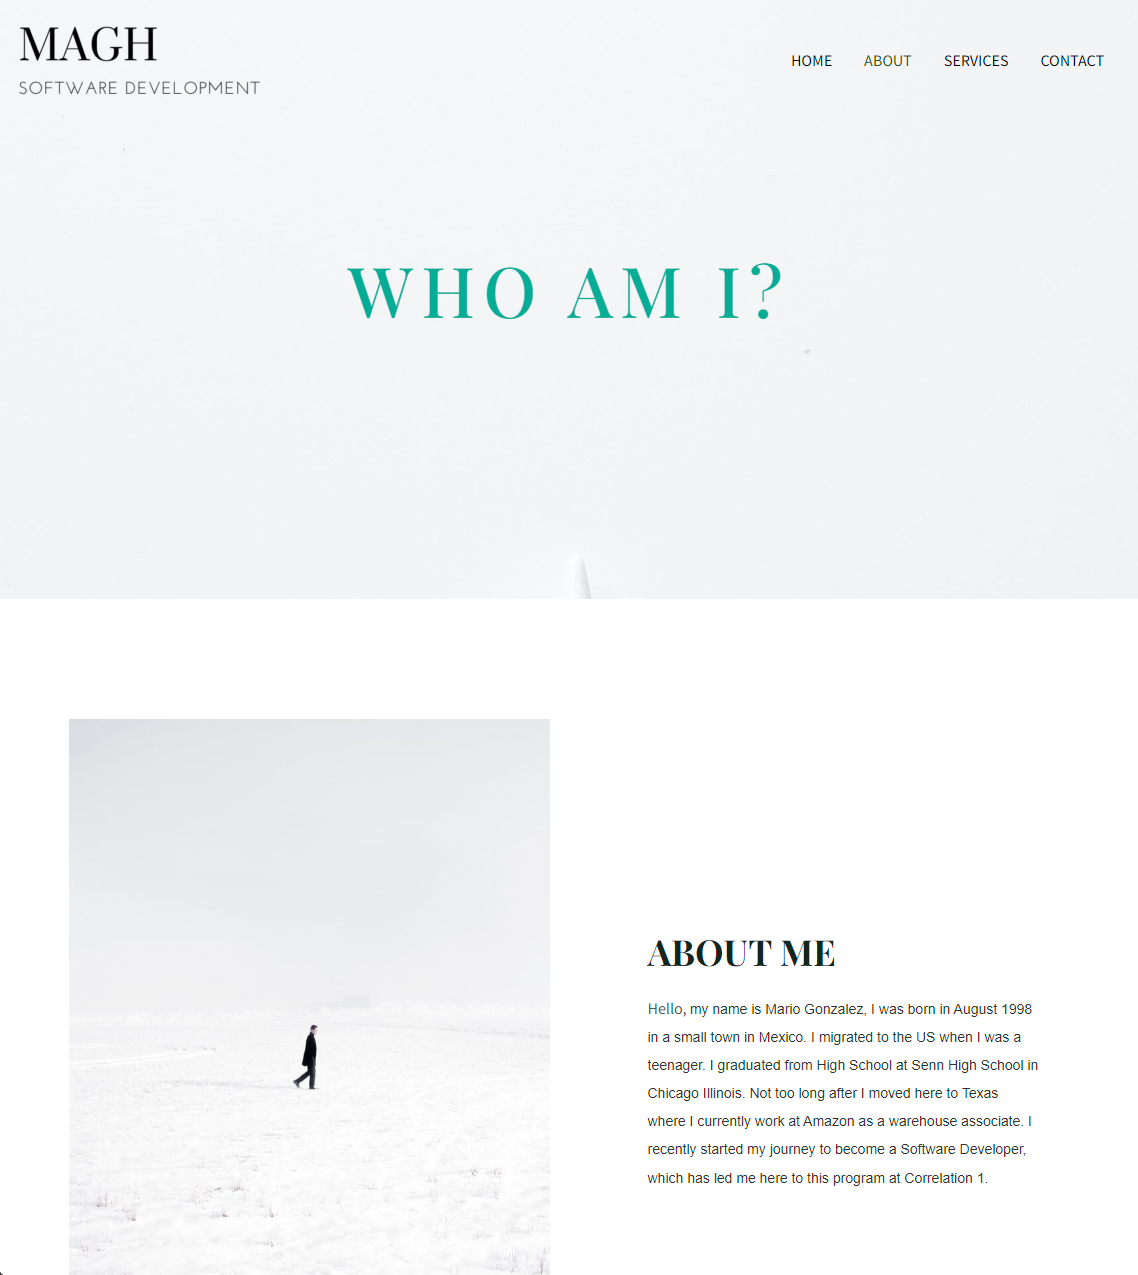 MAGH
SOFTWARE DEVELOPMENT
HOME ABOUT SERVICES CONTACT
WHO AM I?
ABOUT ME
Hello, my name is Mario Gonzalez, I was born in August 1998
in a small town in Mexico. I migrated to the US when I was a
teenager. I graduated from High School at Senn High School in
Chicago Illinois. Not too long after I moved here to Texas
where I currently work at Amazon as a warehouse associate. I
recently started my journey to become a Software Developer,
which has led me here to this program at Correlation 1.